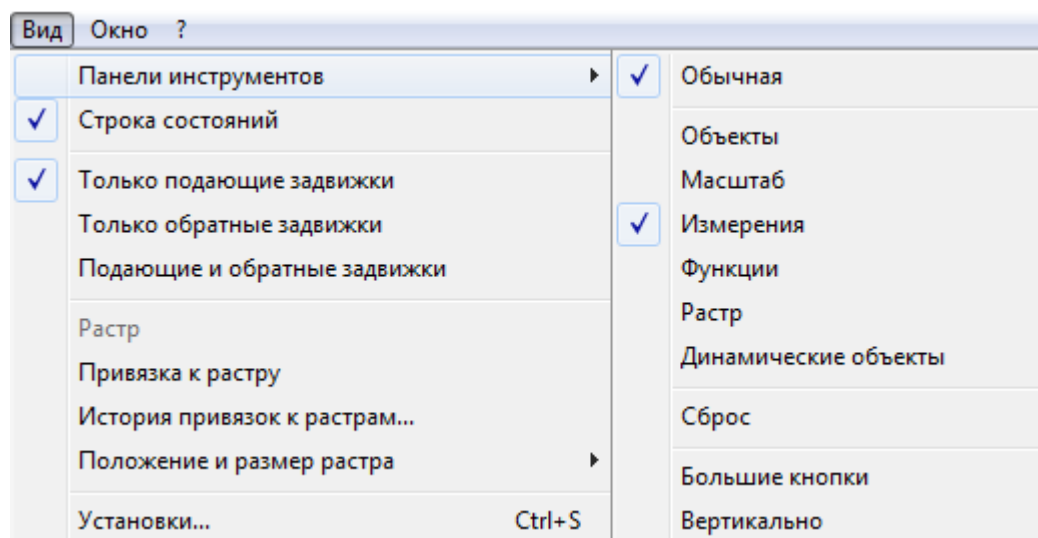 Вид Окно ?
Панели инструментов
Строка состояний
Только подающие задвижки
Только обратные задвижки
Подающие и обратные задвижки
Растр
Привязка к растру
История привязок к растрам...
Положение и размер растра
Установки... Ctrl+S
Обычная
Объекты
Масштаб
Измерения
Функции
Растр
Динамические объекты
Сброс
Большие кнопки
Вертикально